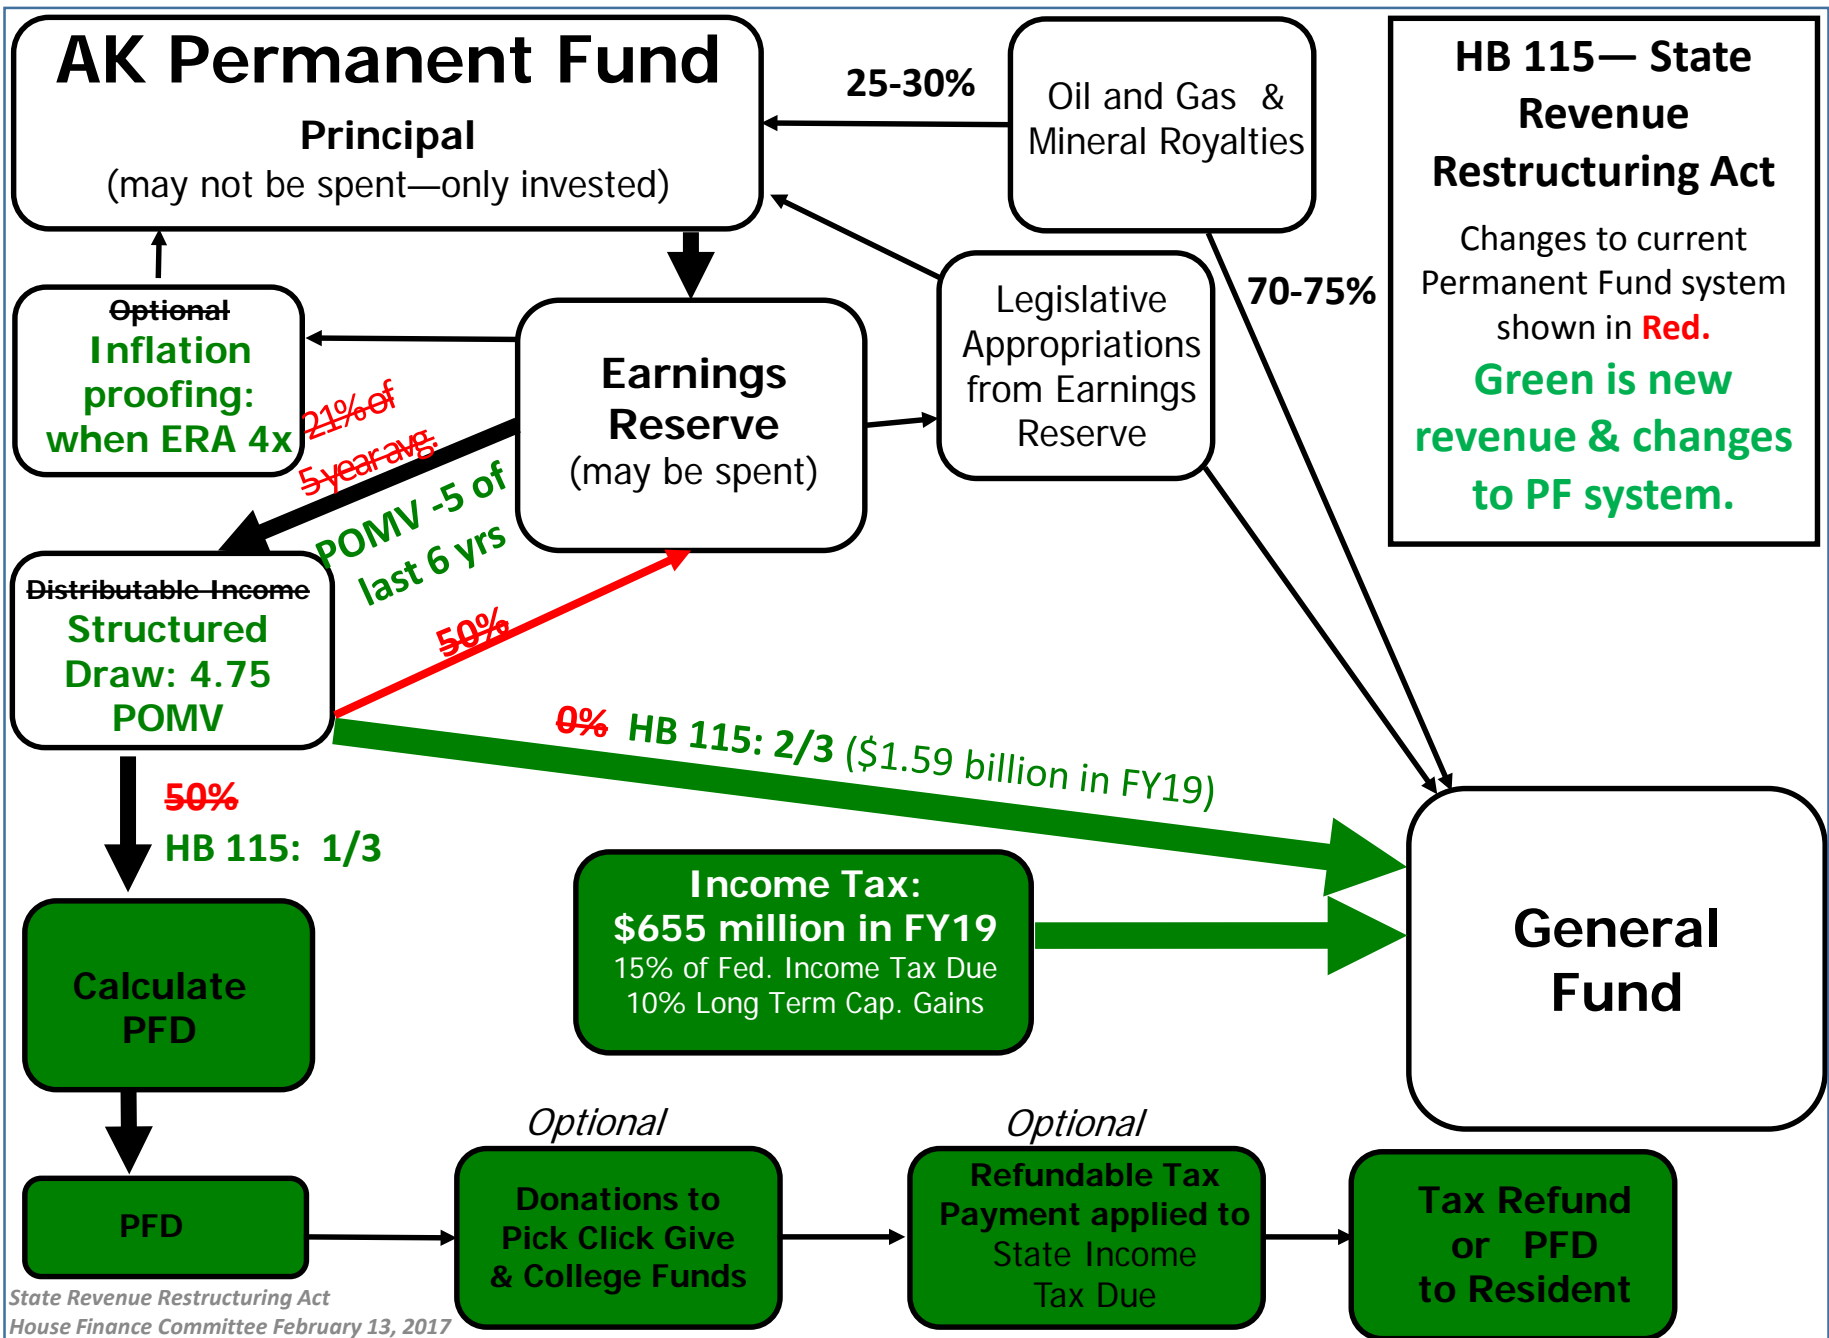 AK Permanent Fund
Principal
(may not be spent—only invested)
25-30%
Oil and Gas &
Mineral Royalties
HB 115— State
Revenue
Restructuring Act
Changes to current
Permanent Fund system
shown in Red.
Green is new
revenue & changes
to PF system.
Optional
Inflation
proofing:
when ERA 4x
21% of
5 year avg.
POMV -5 of
last 6 yrs
Earnings
Reserve
(may be spent)
Legislative
Appropriations
from Earnings
Reserve
70-75%
Distributable Income
Structured
Draw: 4.75
POMV
50%
0% HB 115: 2/3 ($1.59 billion in FY19)
50%
HB 115: 1/3
Income Tax:
$655 million in FY19
15% of Fed. Income Tax Due
10% Long Term Cap. Gains
General
Fund
Calculate
PFD
PFD
Optional
Donations to
Pick Click Give
& College Funds
Optional
Refundable Tax
Payment applied to
State Income
Tax Due
Tax Refund
or PFD
to Resident
State Revenue Restructuring Act
House Finance Committee February 13, 2017